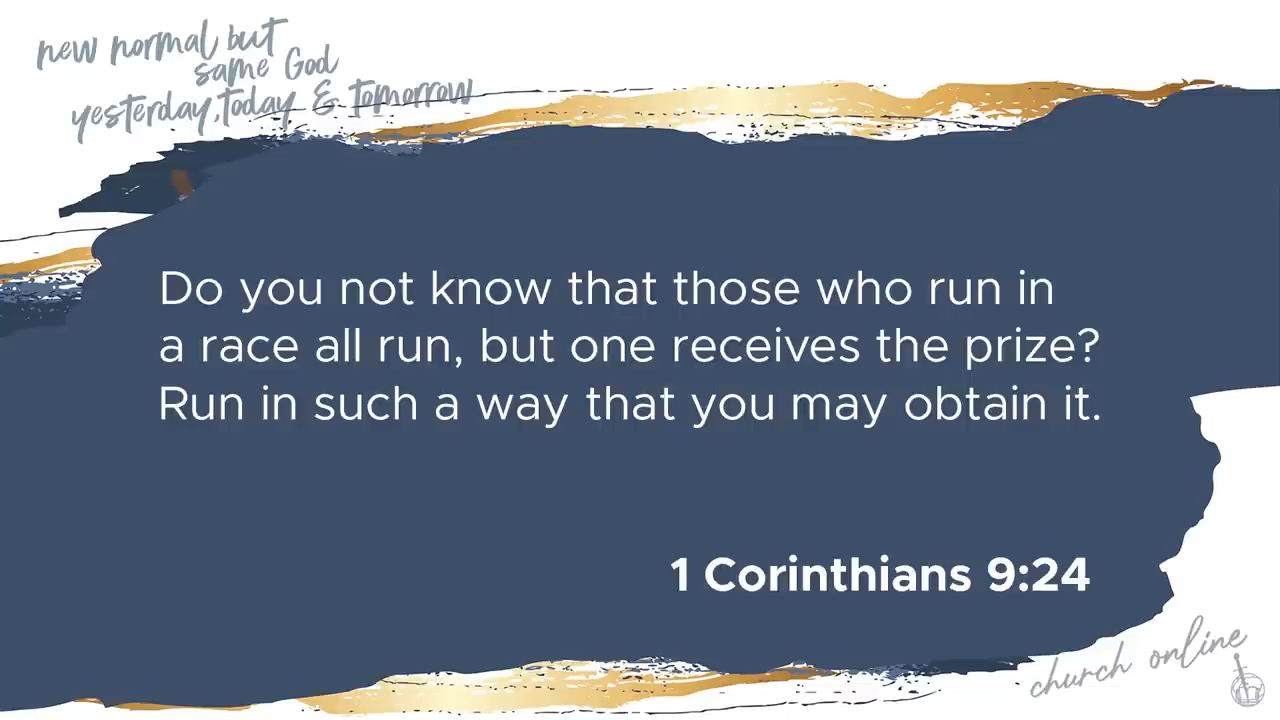 new normal but
same God
yesterday, today & tomorrow
Do you not know that those who run in
a race all run, but one receives the prize?
Run in such a way that you may obtain it.
1 Corinthians 9:24
church online